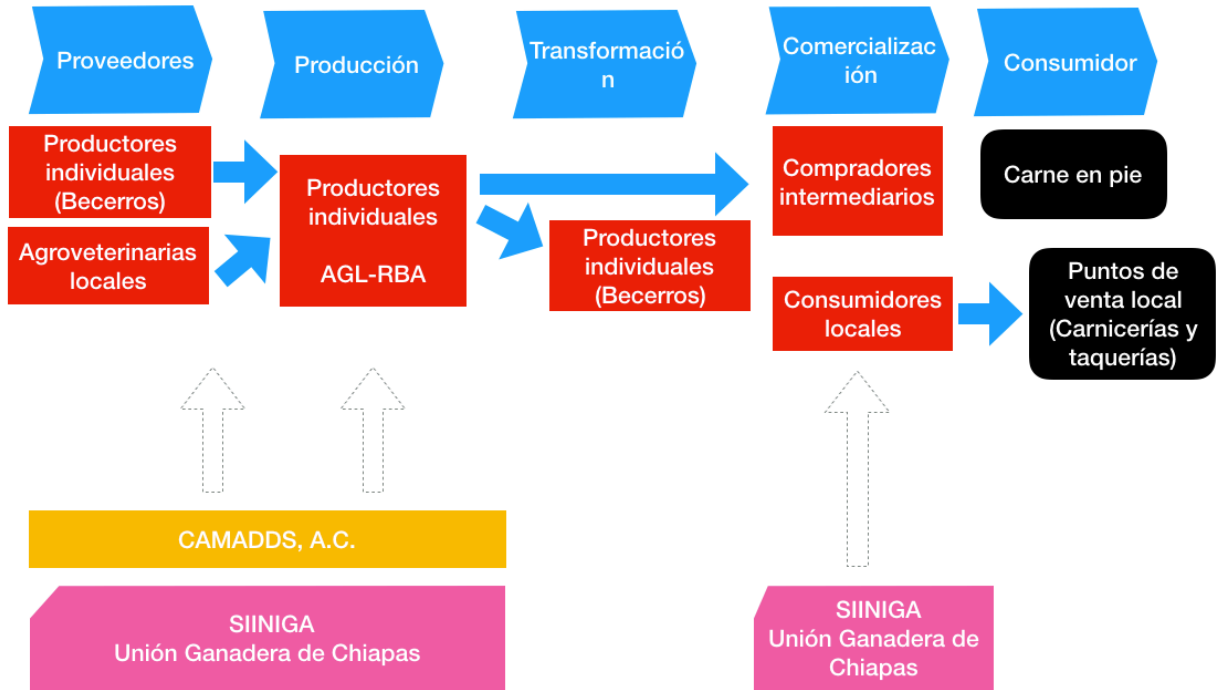 Proveedores
Producción
Transformació
n
Comercializac
ión
Consumidor
Productores
individuales
(Becerros)
Agroveterinarias
locales
Productores
individuales
AGL-RBA
Productores
individuales
(Becerros)
Compradores
intermediarios
Consumidores
locales
Carne en pie
Puntos de
venta local
(Carnicerías y
taquerías)
CAMADDS, A.C.
SIINIGA
Unión Ganadera de Chiapas
SIINIGA
Unión Ganadera de
Chiapas